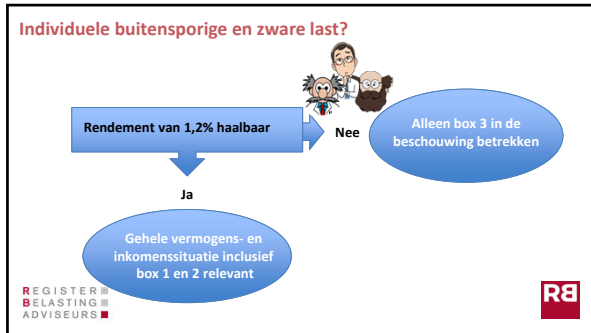 Individuele buitensporige en zware last?
Rendement van 1,2% haalbaar
Nee
Alleen box 3 in de
beschouwing betrekken
Ja
Gehele vermogens- en
inkomenssituatie inclusief
box 1 en 2 relevant
REGISTER
BELASTING
ADVISEURS
RB